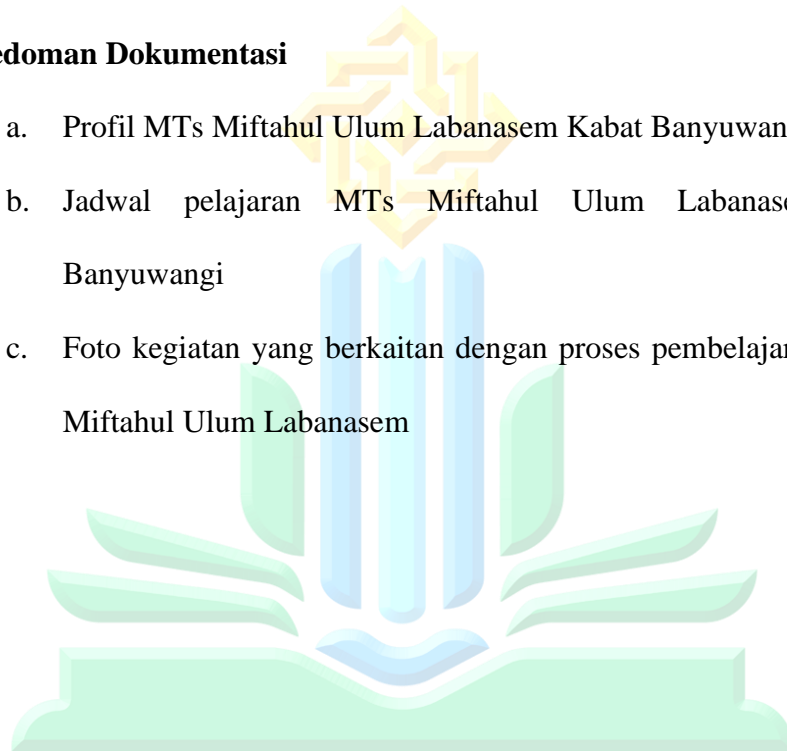 edoman Dokumentasi
a. Profil MTs Miftahul Ulum Labanasem Kabat Banyuwan
b. Jadwal pelajaran MTs Miftahul Ulum Labanase
Banyuwangi
c. Foto kegiatan yang berkaitan dengan proses pembelajar
Miftahul Ulum Labanasem